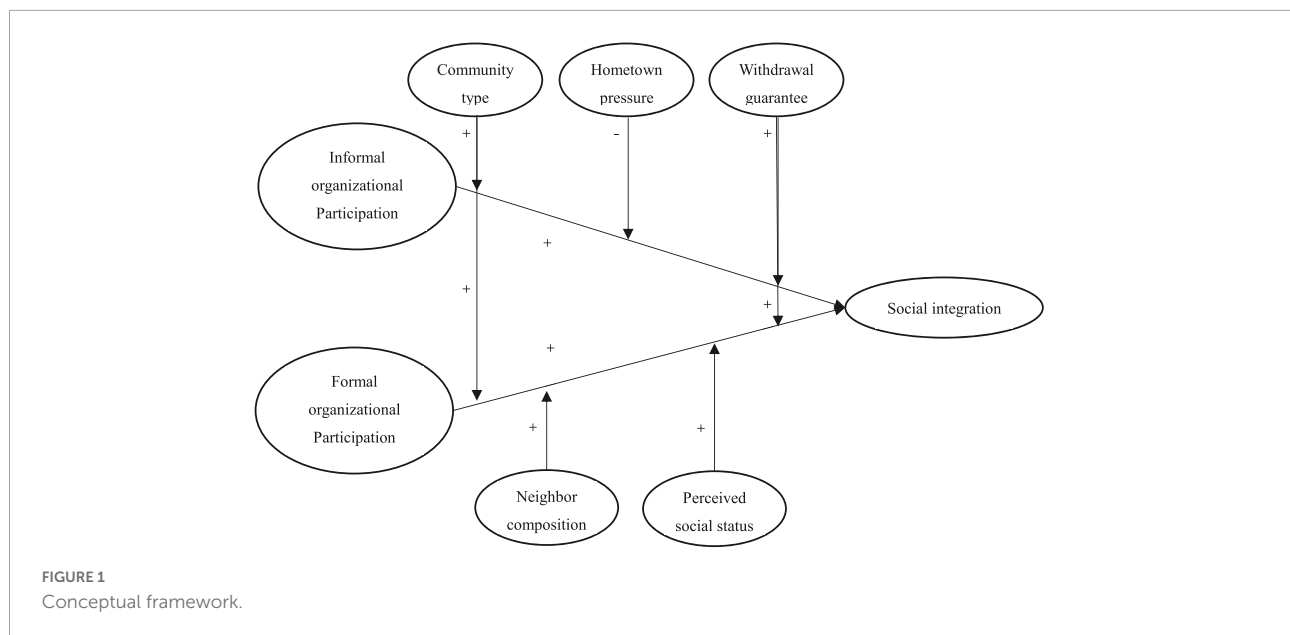 Community
type
Hometown
pressure
Withdrawal
guarantee
+
-
+
Informal
organizational
Participation
+
+
+
Social integration
+
Formal
organizational
Participation
+
+
Neighbor
composition
Perceived
social status
FIGURE 1
Conceptual framework.